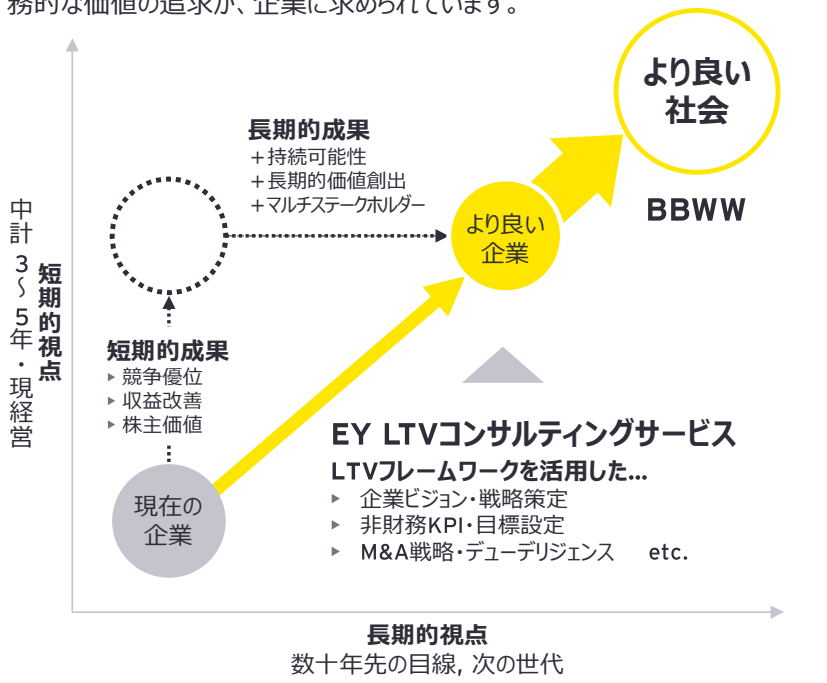 務的な価値の追求が、企業に求められています。
より良い
社会
BBWW
長期的成果
+持続可能性
+長期的価値創出
+マルチステークホルダー
より良い
企業
中計 3~5年・現経営
短期的視点
短期的成果
▸ 競争優位
▸ 収益改善
▸ 株主価値
現在の
企業
EY LTVコンサルティングサービス
LTVフレームワークを活用した...
▸ 企業ビジョン・戦略策定
▸ 非財務KPI・目標設定
▸ M&A戦略・デューデリジェンス etc.
長期的視点
数十年先の目線, 次の世代